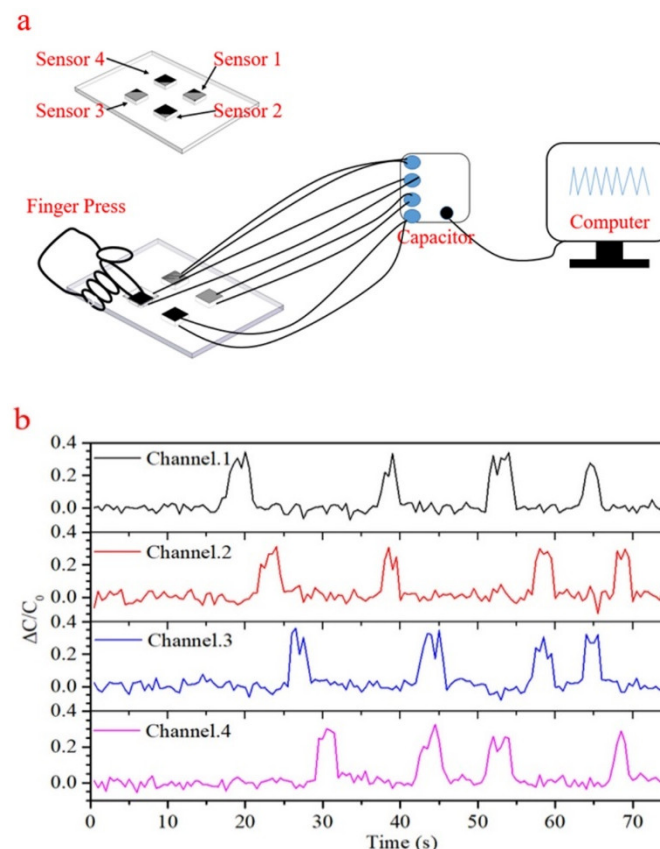 a
Sensor 4
Sensor 1
Sensor 3
Sensor 2
Finger Press
Capacitor
Computer
b
0.4
Channel.1
0.2
0.0
0.4
Channel.2
0.2
0.0
0.4
Channel.3
0.2
0.0
0.4
Channel.4
0.2
0.0
ΔC/C₀
0 10 20 30 40 50 60 70
Time (s)